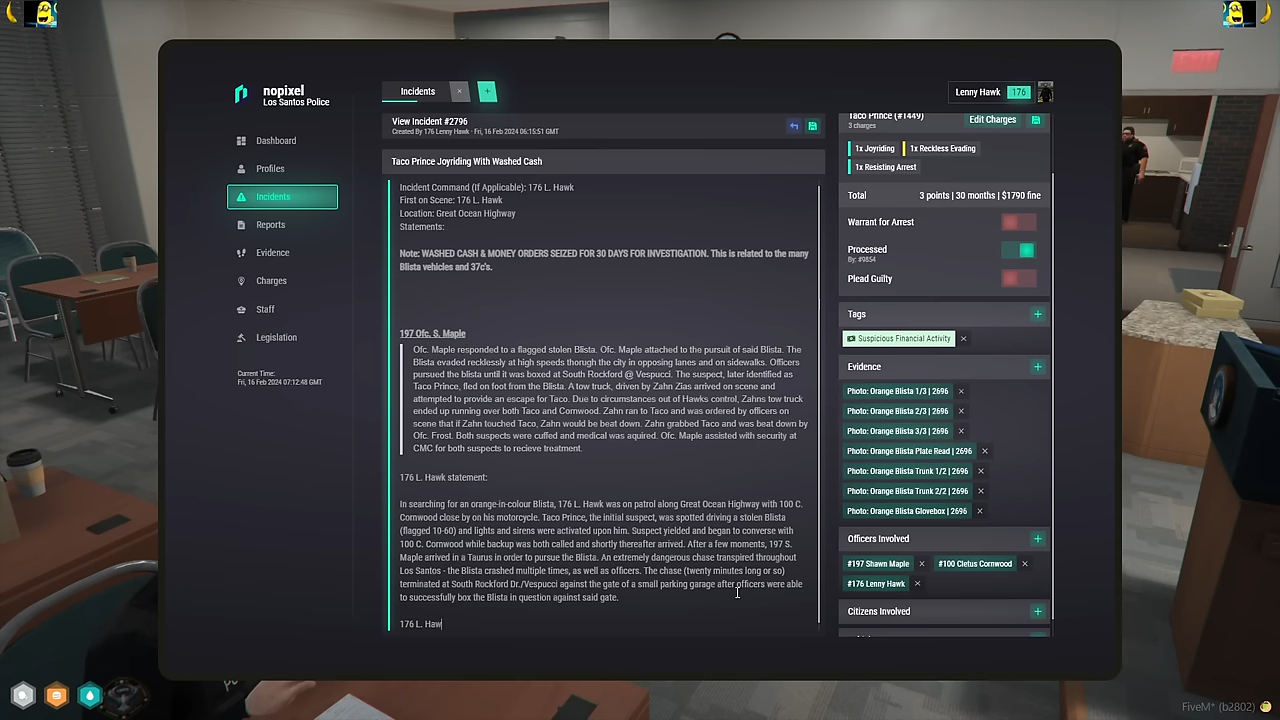 nopixel
Los Santos Police
Dashboard
Profiles
Incidents
Reports
Evidence
Charges
Staff
Legislation
Current Time:
Fri, 16 Feb 2024 07:12:48 GMT
Incidents
×
+
Lenny Hawk 176
View Incident #2796
Created By 176 Lenny Hawk · Fri, 16 Feb 2024 06:15:51 GMT
Taco Prince Joyriding With Washed Cash
Incident Command (If Applicable): 176 L. Hawk
First on Scene: 176 L. Hawk
Location: Great Ocean Highway
Statements:
Note: WASHED CASH & MONEY ORDERS SEIZED FOR 30 DAYS FOR INVESTIGATION. This is related to the many
Blista vehicles and 37c's.
197 Ofc. S. Maple
Ofc. Maple responded to a flagged stolen Blista. Ofc. Maple attached to the pursuit of said Blista. The
Blista evaded recklessly at high speeds thorugh the city in opposing lanes and on sidewalks. Officers
pursued the blista until it was boxed at South Rockford @ Vespucci. The suspect, later identified as
Taco Prince, fled on foot from the Blista. A tow truck, driven by Zahn Zias arrived on scene and
attempted to provide an escape for Taco. Due to circumstances out of Hawks control, Zahns tow truck
ended up running over both Taco and Cornwood. Zahn ran to Taco and was ordered by officers on
scene that if Zahn touched Taco, Zahn would be beat down. Zahn grabbed Taco and was beat down by
Ofc. Frost. Both suspects were cuffed and medical was aquired. Ofc. Maple assisted with security at
CMC for both suspects to recieve treatment.
176 L. Hawk statement:
In searching for an orange-in-colour Blista, 176 L. Hawk was on patrol along Great Ocean Highway with 100 C.
Cornwood close by on his motorcycle. Taco Prince, the initial suspect, was spotted driving a stolen Blista
(flagged 10-60) and lights and sirens were activated upon him. Suspect yielded and began to converse with
100 C. Cornwood while backup was both called and shortly thereafter arrived. After a few moments, 197 S.
Maple arrived in a Taurus in order to pursue the Blista. An extremely dangerous chase transpired throughout
Los Santos - the Blista crashed multiple times, as well as officers. The chase (twenty minutes long or so)
terminated at South Rockford Dr./Vespucci against the gate of a small parking garage after officers were able
to successfully box the Blista in question against said gate.
176 L. Haw
Taco Prince (#1449)
3 charges
Edit Charges
1x Joyriding 1x Reckless Evading
1x Resisting Arrest
Total 3 points | 30 months | $1790 fine
Warrant for Arrest
Processed
By: #9854
Plead Guilty
Tags +
Suspicious Financial Activity ×
Evidence +
Photo: Orange Blista 1/3 | 2696 ×
Photo: Orange Blista 2/3 | 2696 ×
Photo: Orange Blista 3/3 | 2696 ×
Photo: Orange Blista Plate Read | 2696 ×
Photo: Orange Blista Trunk 1/2 | 2696 ×
Photo: Orange Blista Trunk 2/2 | 2696 ×
Photo: Orange Blista Glovebox | 2696 ×
Officers Involved +
#197 Shawn Maple × #100 Cletus Cornwood ×
#176 Lenny Hawk ×
Citizens Involved +
FiveM* (b2802)